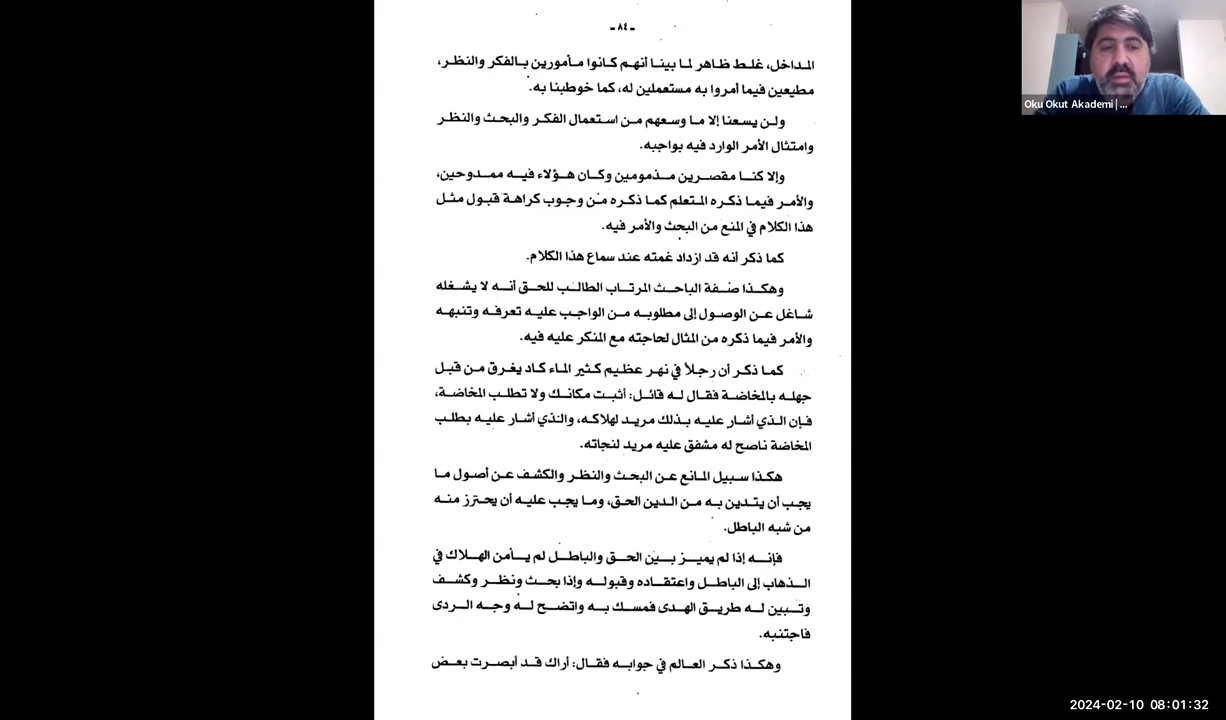 ـ ٨٤ ـ
المداخل، غلط ظاهر لما بينا أنهم كانوا مأمورين بالفكر والنظر،
مطيعين فيما أمروا به مستعملين له، كما خوطبنا به.
ولن يسعنا إلا ما وسعهم من استعمال الفكر والبحث والنظر
وامتثال الأمر الوارد فيه بواجبه.
وإلا كنا مقصرين مذمومين وكان هؤلاء فيه ممدوحين،
والأمر فيما ذكره المتعلم كما ذكره من وجوب كراهة قبول مثل
هذا الكلام في المنع من البحث والأمر فيه.
كما ذكر أنه قد ازداد غمته عند سماع هذا الكلام.
وهكذا صفة الباحث المرتاب الطالب للحق أنه لا يشغله
شاغل عن الوصول إلى مطلوبه من الواجب عليه تعرفه وتنبهه
والأمر فيما ذكره من المثال لحاجته مع المنكر عليه فيه.
كما ذكر أن رجلاً في نهر عظيم كثير الماء كاد يغرق من قبل
جهله بالمخاضة فقال له قائل: أثبت مكانك ولا تطلب المخاضة،
فإن الذي أشار عليه بذلك مريد لهلاكه، والذي أشار عليه بطلب
المخاضة ناصح له مشفق عليه مريد لنجاته.
هكذا سبيل المانع عن البحث والنظر والكشف عن أصول ما
يجب أن يتدين به من الدين الحق، وما يجب عليه أن يحترز منه
من شبه الباطل.
فإنه إذا لم يميز بين الحق والباطل لم يأمن الهلاك في
الذهاب إلى الباطل واعتقاده وقبوله وإذا بحث ونظر وكشف
وتبين له طريق الهدى فمسك به واتضح له وجه الردى
فاجتنبه.
وهكذا ذكر العالم في جوابه فقال: أراك قد أبصرت بعض
Oku Okut Akademi|...
2024-02-10 08:01:32